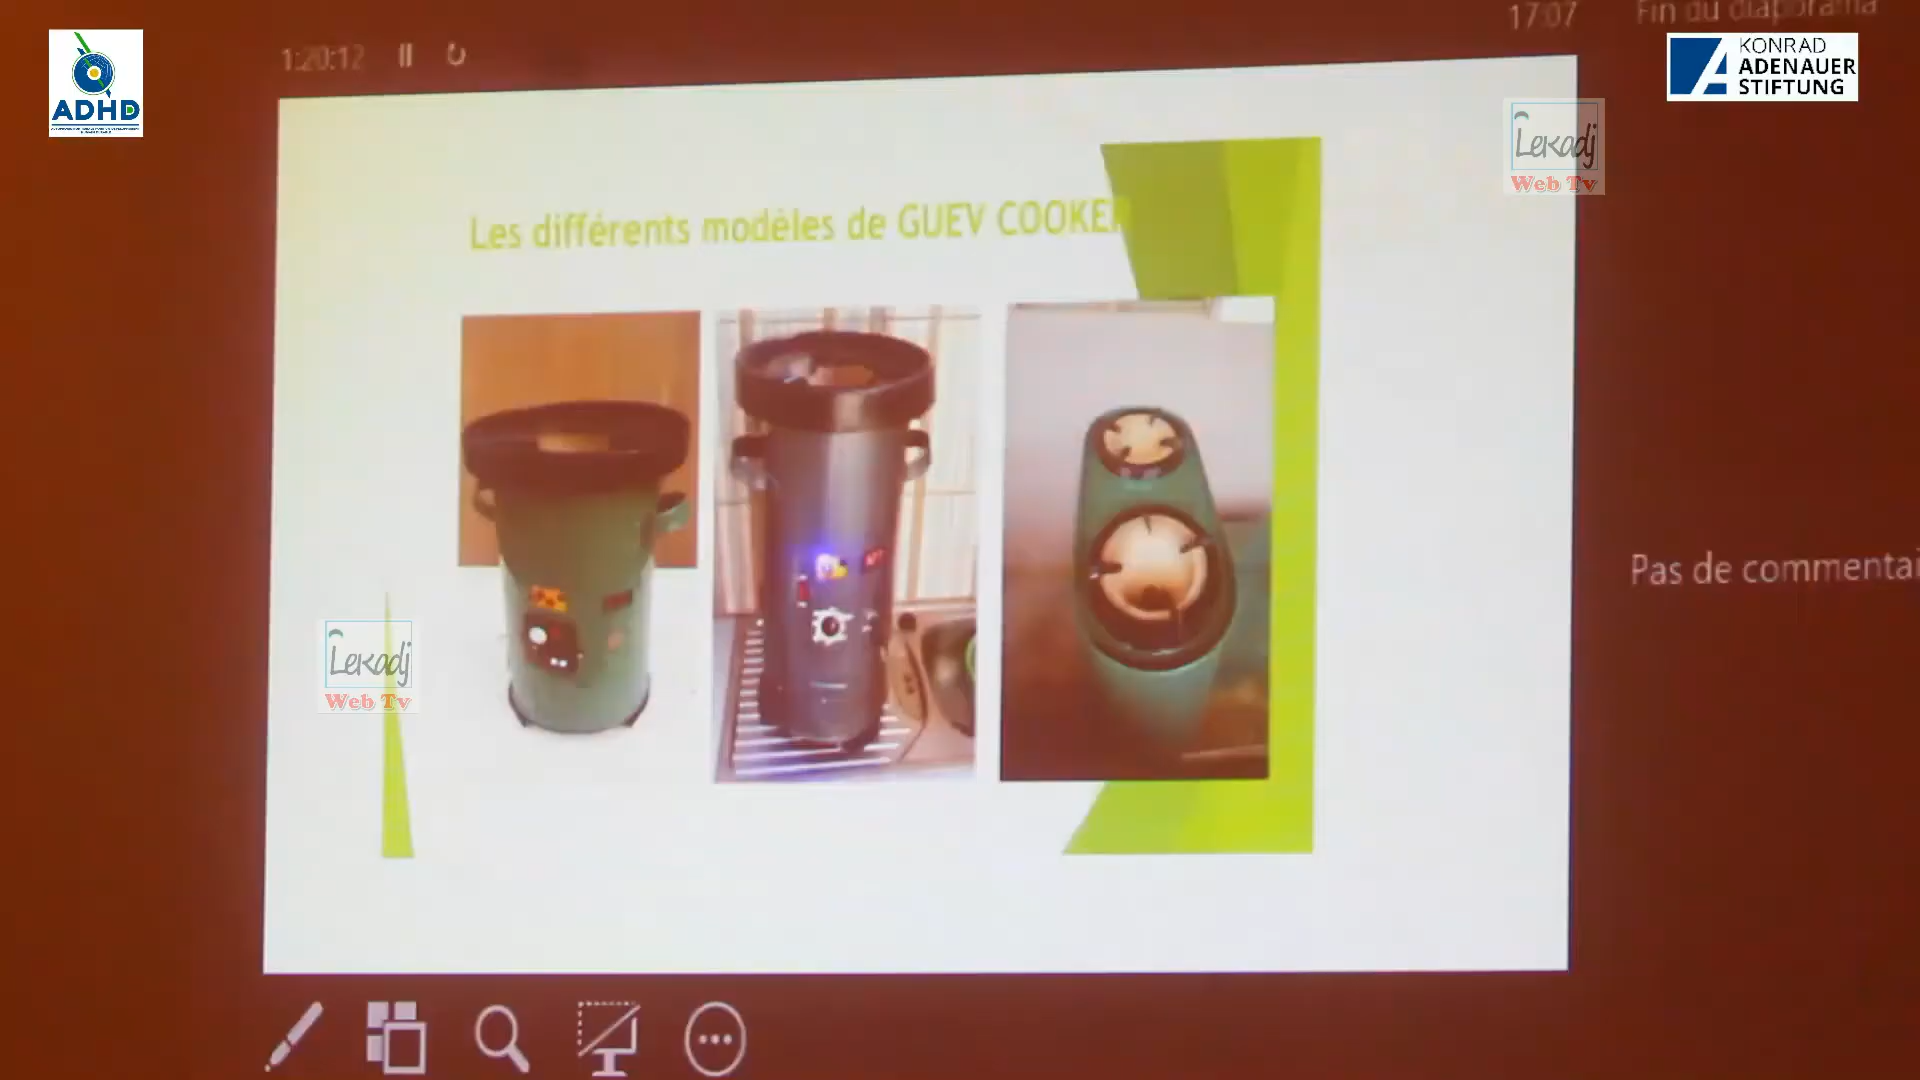 17:07
Fin du diaporama
1:20:12
ADHD
KONRAD
ADENAUER
STIFTUNG
Lekadj
Web Tv
Les différents modèles de GUEV COOKER
Pas de commentai
Lekadj
Web Tv